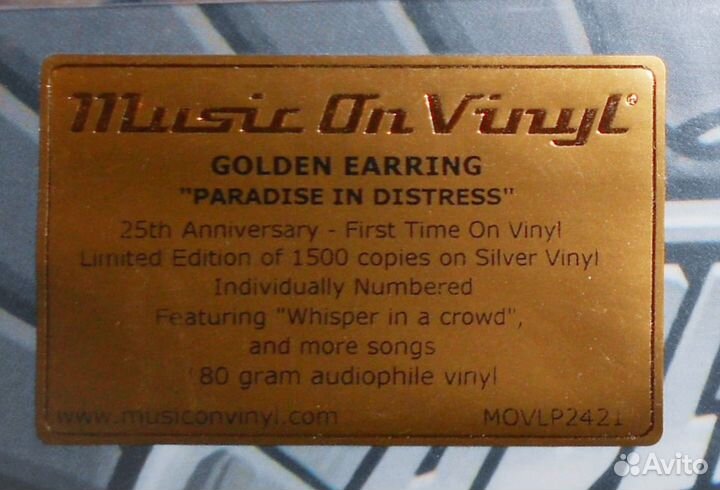 Music On Vinyl®
GOLDEN EARRING
"PARADISE IN DISTRESS"
25th Anniversary - First Time On Vinyl
Limited Edition of 1500 copies on Silver Vinyl
Individually Numbered
Featuring "Whisper in a crowd",
and more songs
80 gram audiophile vinyl
www.musiconvinyl.com MOVLP2421
Avito